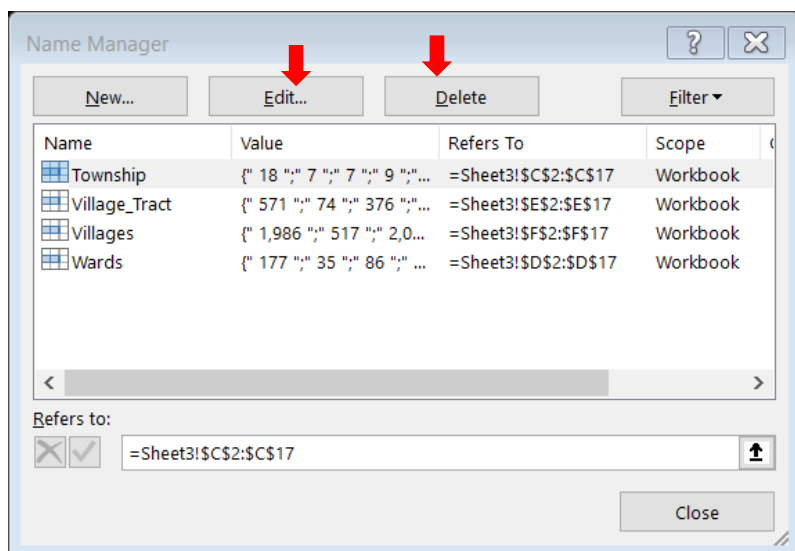 Name Manager
New... Edit... Delete Filter
Name Value Refers To Scope
Township {" 18 ";" 7 ";" 7 ";" 9 ";"... =Sheet3!$C$2:$C$17 Workbook
Village_Tract {" 571 ";" 74 ";" 376 ";"... =Sheet3!$E$2:$E$17 Workbook
Villages {" 1,986 ";" 517 ";" 2,0... =Sheet3!$F$2:$F$17 Workbook
Wards {" 177 ";" 35 ";" 86 ";" ... =Sheet3!$D$2:$D$17 Workbook
Refers to:
=Sheet3!$C$2:$C$17
Close